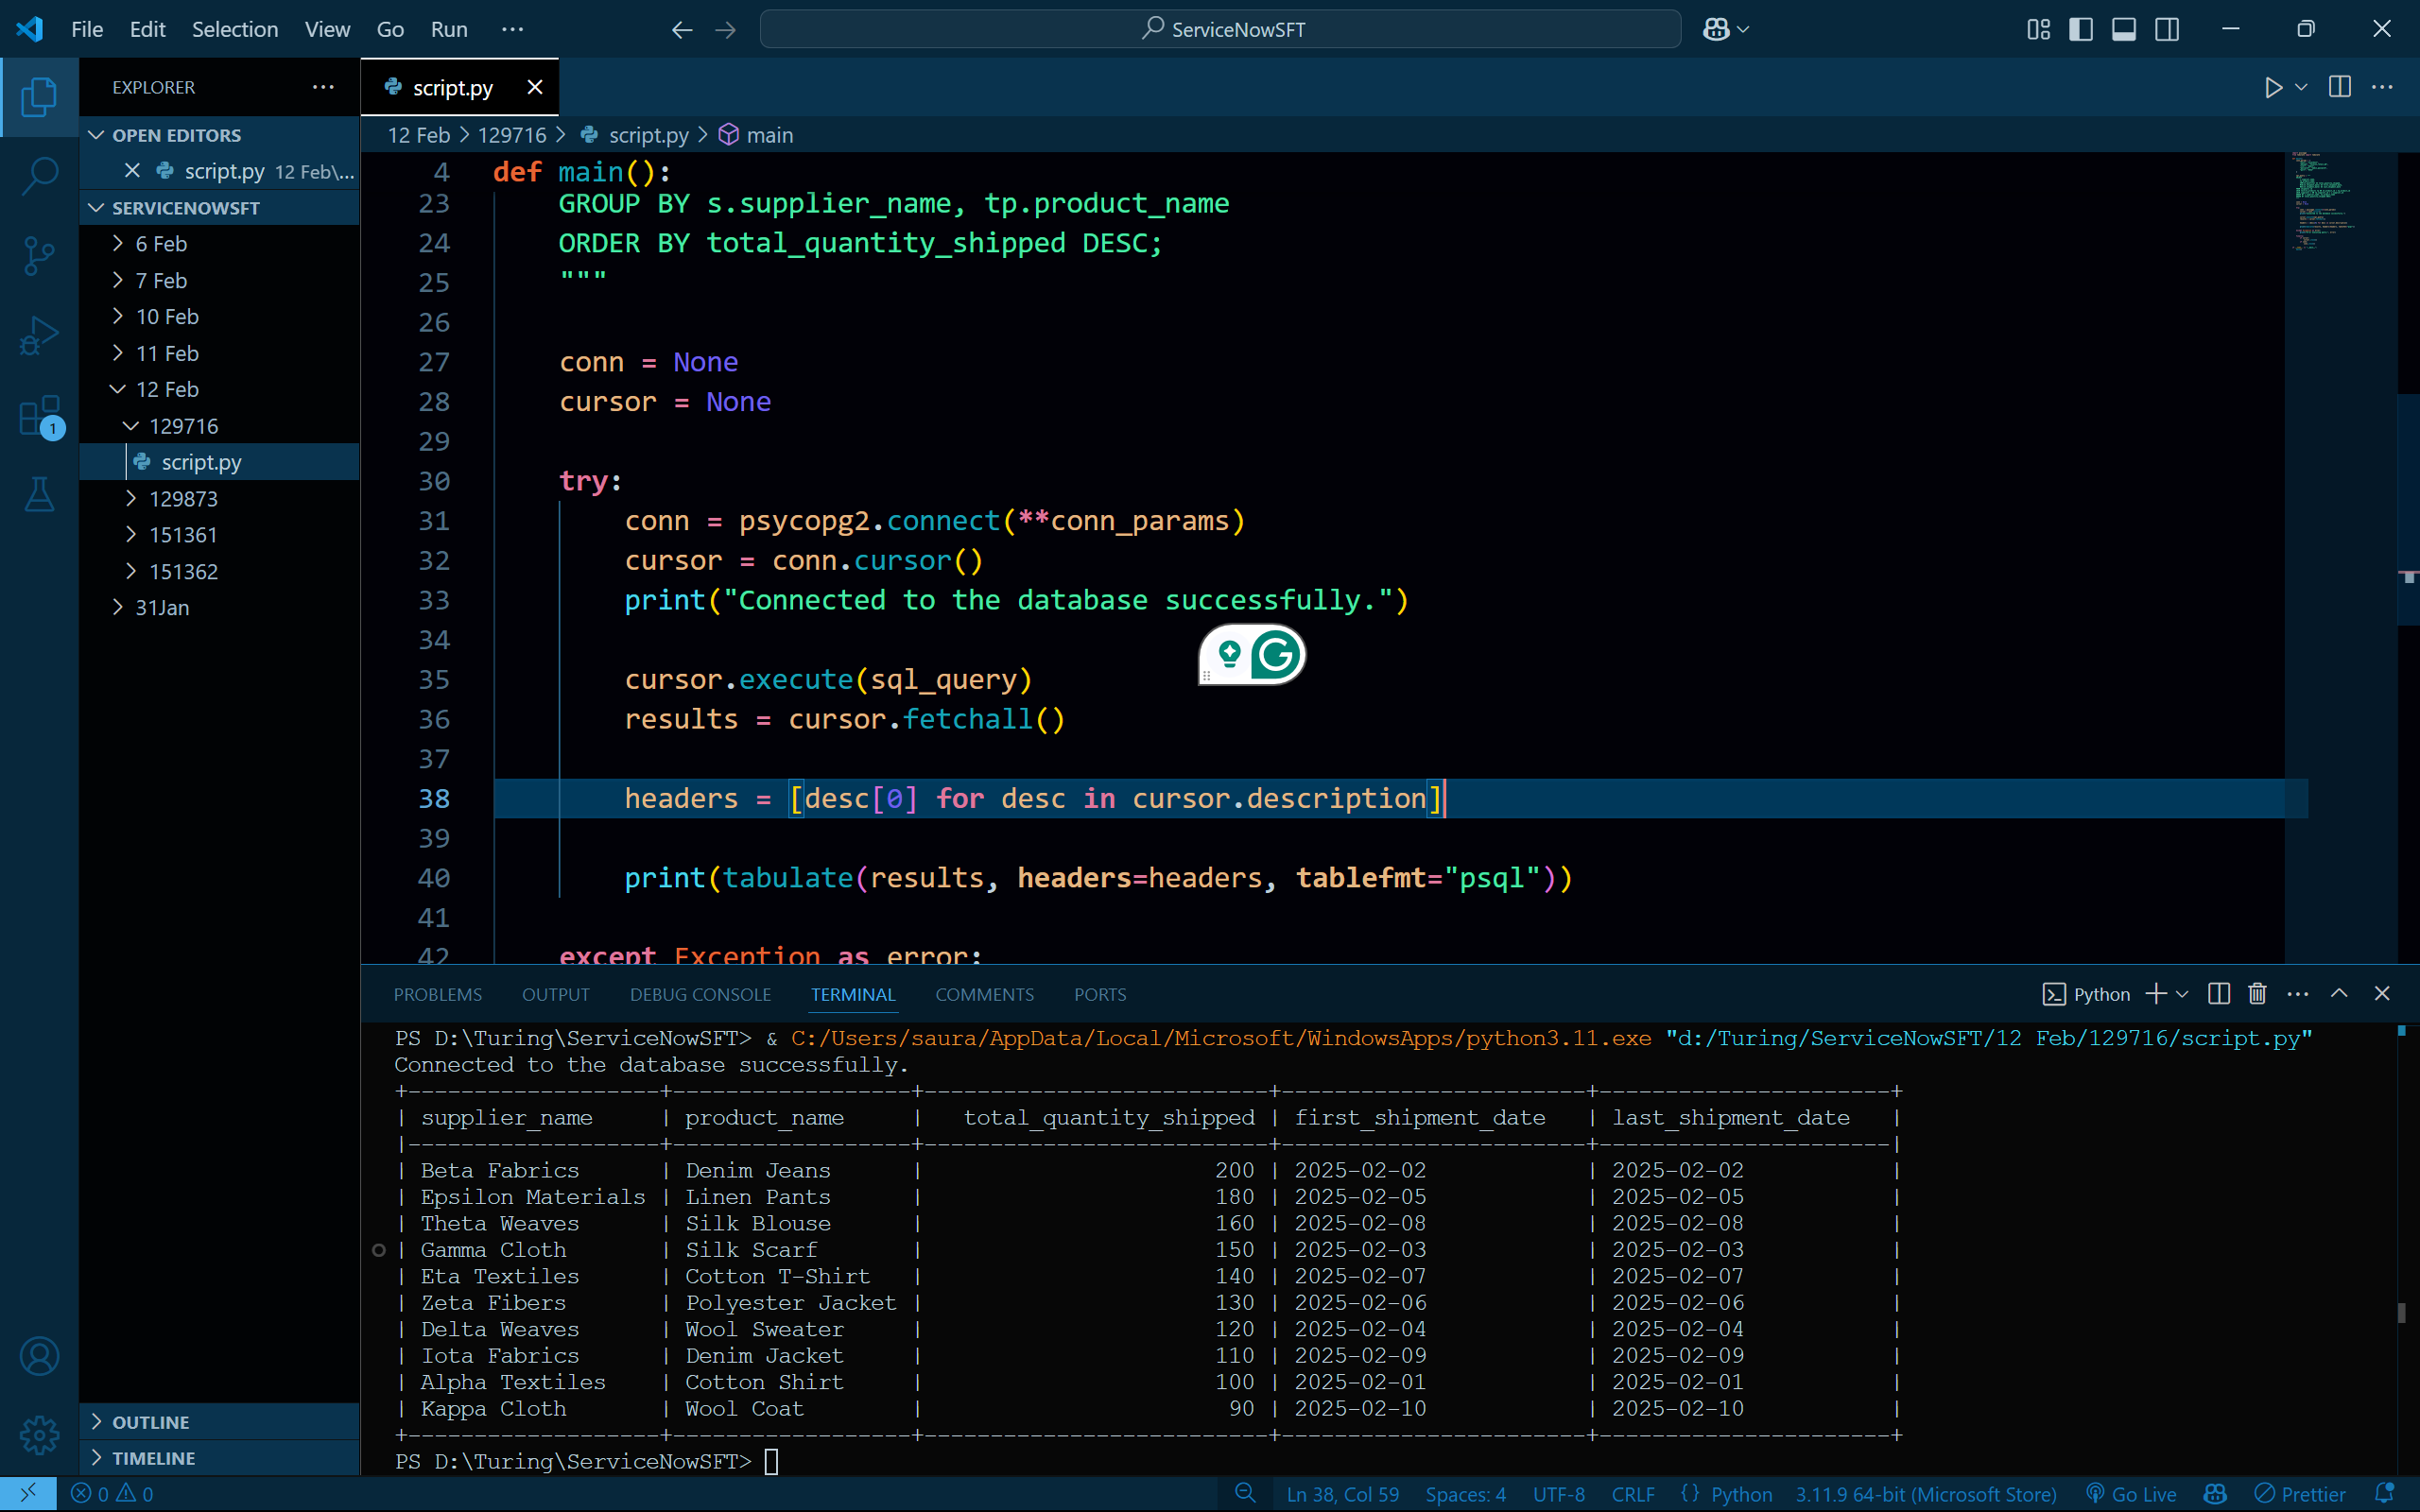 File Edit Selection View Go Run ··· ServiceNowSFT
EXPLORER ···
OPEN EDITORS
script.py 12 Feb\...
SERVICENOWSFT
6 Feb
7 Feb
10 Feb
11 Feb
12 Feb
129716
script.py
129873
151361
151362
31Jan
OUTLINE
TIMELINE
1
script.py
12 Feb > 129716 > script.py > main
4 def main():
23 GROUP BY s.supplier_name, tp.product_name
24 ORDER BY total_quantity_shipped DESC;
25 """
26
27 conn = None
28 cursor = None
29
30 try:
31 conn = psycopg2.connect(**conn_params)
32 cursor = conn.cursor()
33 print("Connected to the database successfully.")
34
35 cursor.execute(sql_query)
36 results = cursor.fetchall()
37
38 headers = [desc[0] for desc in cursor.description]
39
40 print(tabulate(results, headers=headers, tablefmt="psql"))
41
42 except Exception as error:
PROBLEMS OUTPUT DEBUG CONSOLE TERMINAL COMMENTS PORTS Python
PS D:\Turing\ServiceNowSFT> & C:/Users/saura/AppData/Local/Microsoft/WindowsApps/python3.11.exe "d:/Turing/ServiceNowSFT/12 Feb/129716/script.py"
Connected to the database successfully.
| supplier_name | product_name | total_quantity_shipped | first_shipment_date | last_shipment_date |
| Beta Fabrics | Denim Jeans | 200 | 2025-02-02 | 2025-02-02 |
| Epsilon Materials | Linen Pants | 180 | 2025-02-05 | 2025-02-05 |
| Theta Weaves | Silk Blouse | 160 | 2025-02-08 | 2025-02-08 |
| Gamma Cloth | Silk Scarf | 150 | 2025-02-03 | 2025-02-03 |
| Eta Textiles | Cotton T-Shirt | 140 | 2025-02-07 | 2025-02-07 |
| Zeta Fibers | Polyester Jacket | 130 | 2025-02-06 | 2025-02-06 |
| Delta Weaves | Wool Sweater | 120 | 2025-02-04 | 2025-02-04 |
| Iota Fabrics | Denim Jacket | 110 | 2025-02-09 | 2025-02-09 |
| Alpha Textiles | Cotton Shirt | 100 | 2025-02-01 | 2025-02-01 |
| Kappa Cloth | Wool Coat | 90 | 2025-02-10 | 2025-02-10 |
PS D:\Turing\ServiceNowSFT>
0 0 Ln 38, Col 59 Spaces: 4 UTF-8 CRLF {} Python 3.11.9 64-bit (Microsoft Store) Go Live Prettier